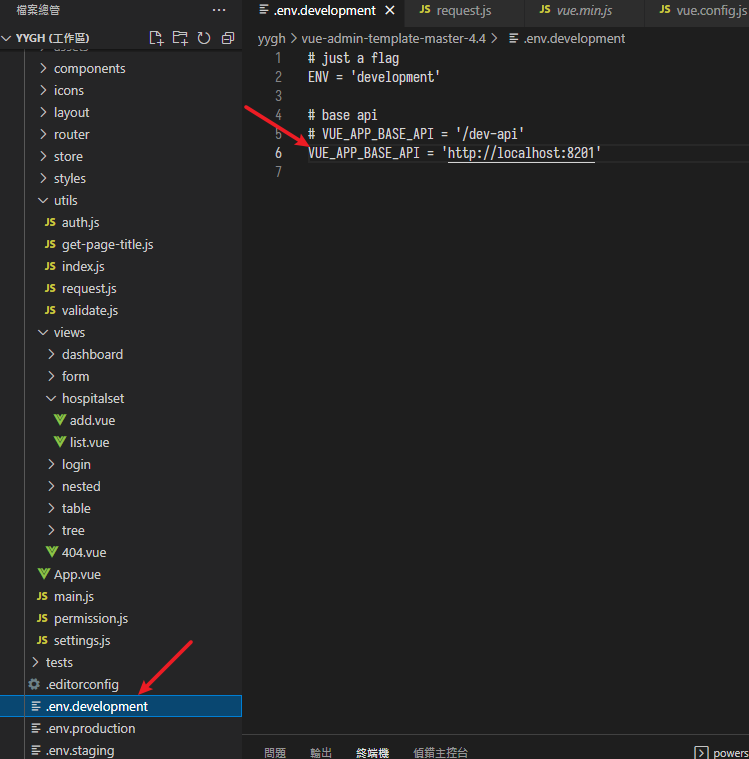 檔案總管 ···
YYGH (工作區)
assets
components
icons
layout
router
store
styles
utils
JS auth.js
JS get-page-title.js
JS index.js
JS request.js
JS validate.js
views
dashboard
form
hospitalset
add.vue
list.vue
login
nested
table
tree
404.vue
App.vue
JS main.js
JS permission.js
JS settings.js
tests
.editorconfig
.env.development
.env.production
.env.staging
.env.development JS request.js JS vue.min.js JS vue.config.js
yygh > vue-admin-template-master-4.4 > .env.development
1 # just a flag
2 ENV = 'development'
3
4 # base api
5 # VUE_APP_BASE_API = '/dev-api'
6 VUE_APP_BASE_API = 'http://localhost:8201'
7
問題 輸出 終端機 偵錯主控台 powers